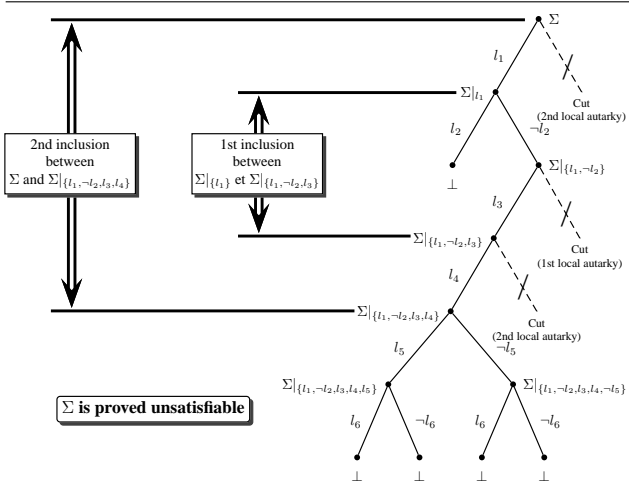 Σ
l₁
Cut
(2nd local autarky)
Σ|ₗ₁
l₂
¬l₂
2nd inclusion
between
Σ and Σ|{l₁,¬l₂,l₃,l₄}
1st inclusion
between
Σ|{l₁} et Σ|{l₁,¬l₂,l₃}
⊥
Σ|{l₁,¬l₂}
l₃
Cut
(1st local autarky)
Σ|{l₁,¬l₂,l₃}
l₄
Cut
(2nd local autarky)
Σ|{l₁,¬l₂,l₃,l₄}
l₅
¬l₅
Σ|{l₁,¬l₂,l₃,l₄,l₅}
Σ|{l₁,¬l₂,l₃,l₄,¬l₅}
Σ is proved unsatisfiable
l₆
¬l₆
l₆
¬l₆
⊥
⊥
⊥
⊥